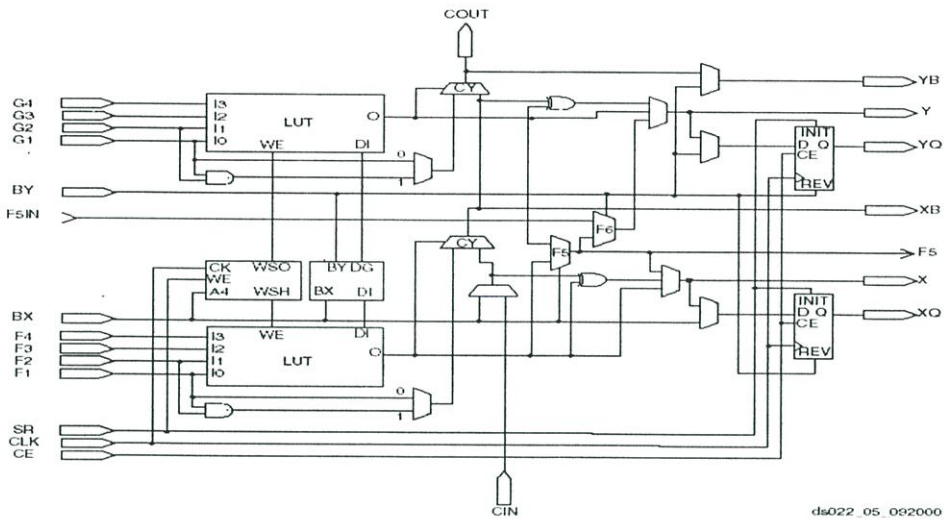 COUT
YB
CY
G4
G3
G2
G1
I3
I2
I1
I0
LUT
O
WE
DI
0
1
Y
INIT
D Q
CE
REV
YQ
BY
F5IN
XB
F6
CY
F5
F5
CK
WE
A4
WSO
WSH
BY DG
BX
DI
X
BX
INIT
D Q
CE
REV
XQ
F4
F3
F2
F1
I3
I2
I1
I0
WE
DI
LUT
O
0
1
SR
CLK
CE
CIN
ds022_05_092000